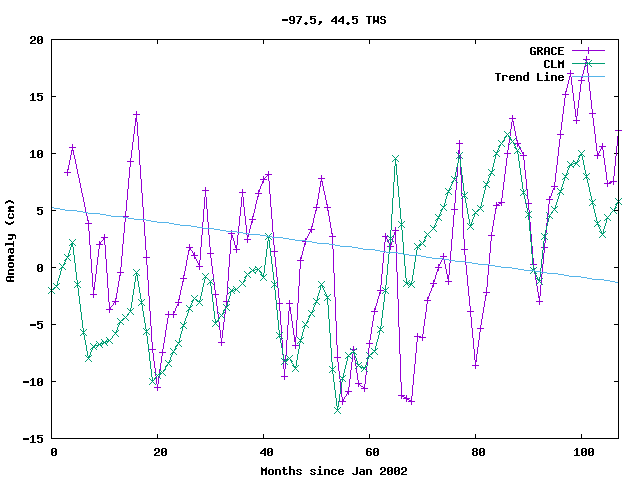 -97.5, 44.5 TWS
GRACE
CLM
Trend Line
20
15
10
5
0
-5
-10
-15
Anomaly (cm)
0 20 40 60 80 100
Months since Jan 2002